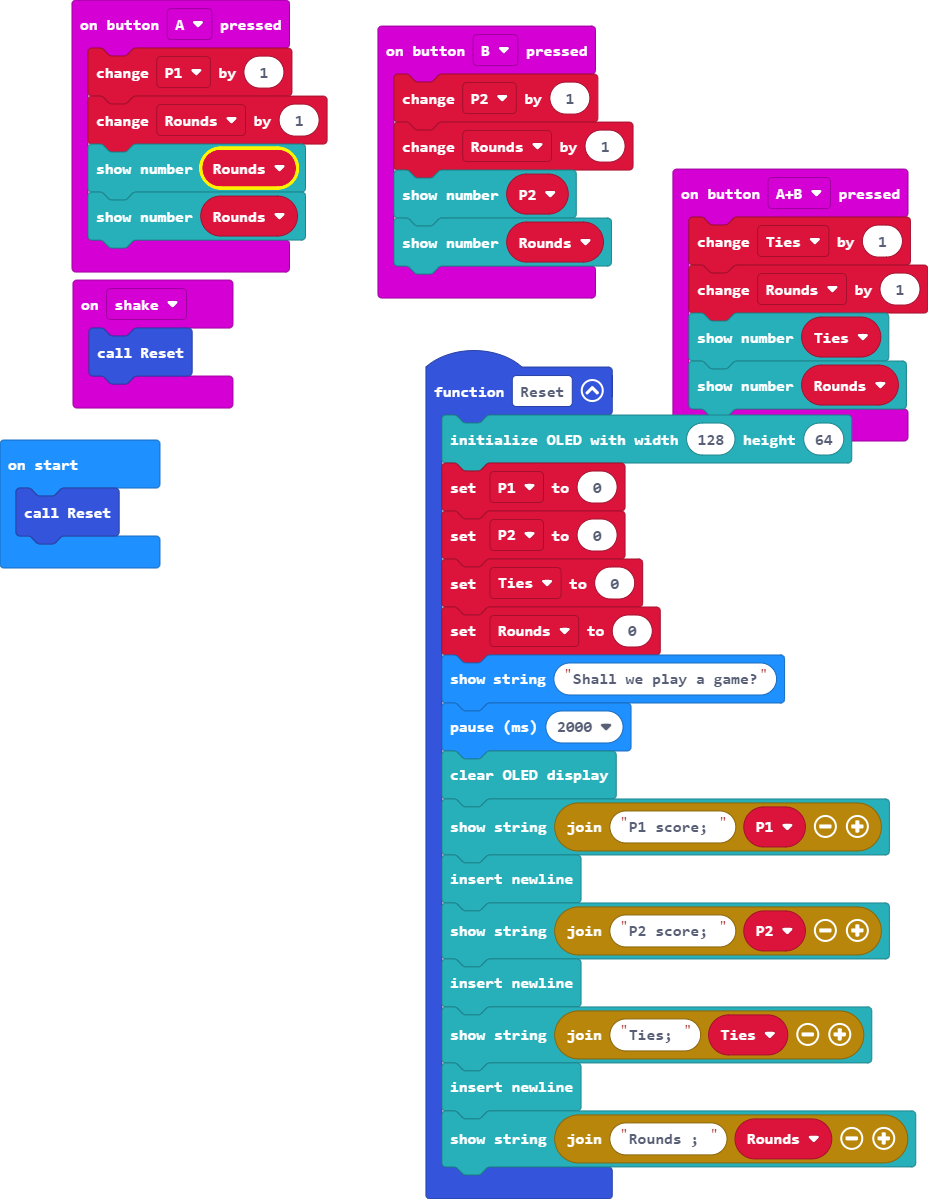 on button A pressed
change P1 by 1
change Rounds by 1
show number Rounds
show number Rounds
on button B pressed
change P2 by 1
change Rounds by 1
show number P2
show number Rounds
on button A+B pressed
change Ties by 1
change Rounds by 1
show number Ties
show number Rounds
on shake
call Reset
on start
call Reset
function Reset
initialize OLED with width 128 height 64
set P1 to 0
set P2 to 0
set Ties to 0
set Rounds to 0
show string "Shall we play a game?"
pause (ms) 2000
clear OLED display
show string join "P1 score; " P1
insert newline
show string join "P2 score; " P2
insert newline
show string join "Ties; " Ties
insert newline
show string join "Rounds ; " Rounds